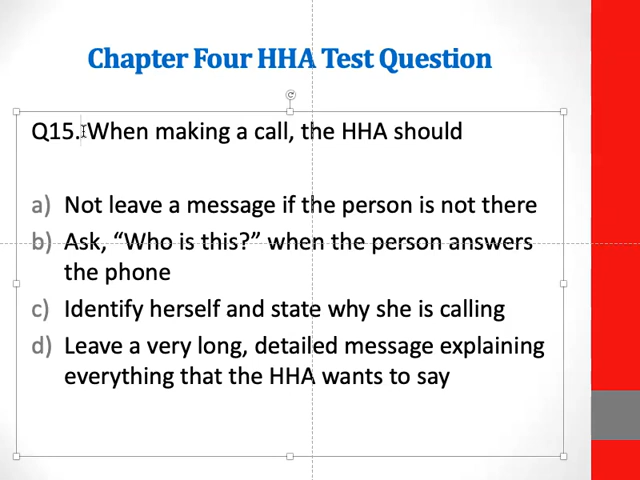 Chapter Four HHA Test Question
Q15. When making a call, the HHA should
a) Not leave a message if the person is not there
b) Ask, “Who is this?” when the person answers
the phone
c) Identify herself and state why she is calling
d) Leave a very long, detailed message explaining
everything that the HHA wants to say